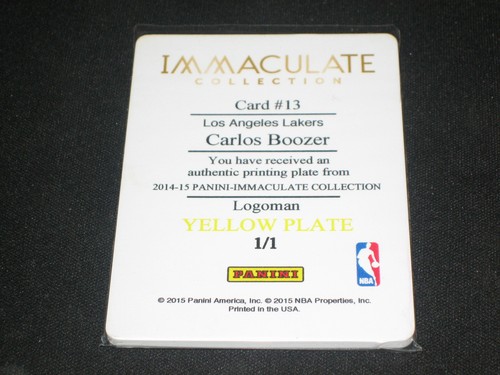 IMMACULATE
COLLECTION
Card #13
Los Angeles Lakers
Carlos Boozer
You have received an
authentic printing plate from
2014-15 PANINI-IMMACULATE COLLECTION
Logoman
YELLOW PLATE
1/1
PANINI
NBA
© 2015 Panini America, Inc. © 2015 NBA Properties, Inc.
Printed in the USA.